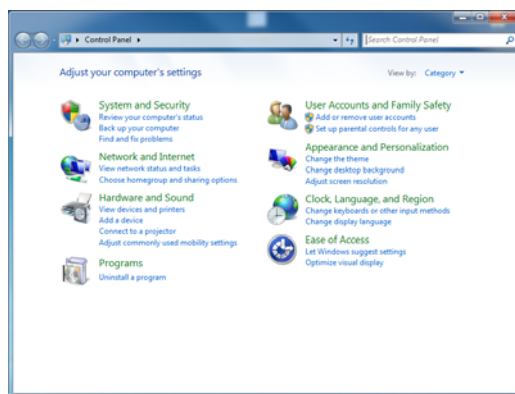 Control Panel
Search Control Panel
Adjust your computer's settings
View by: Category
System and Security
Review your computer's status
Back up your computer
Find and fix problems
Network and Internet
View network status and tasks
Choose homegroup and sharing options
Hardware and Sound
View devices and printers
Add a device
Connect to a projector
Adjust commonly used mobility settings
Programs
Uninstall a program
User Accounts and Family Safety
Add or remove user accounts
Set up parental controls for any user
Appearance and Personalization
Change the theme
Change desktop background
Adjust screen resolution
Clock, Language, and Region
Change keyboards or other input methods
Change display language
Ease of Access
Let Windows suggest settings
Optimize visual display